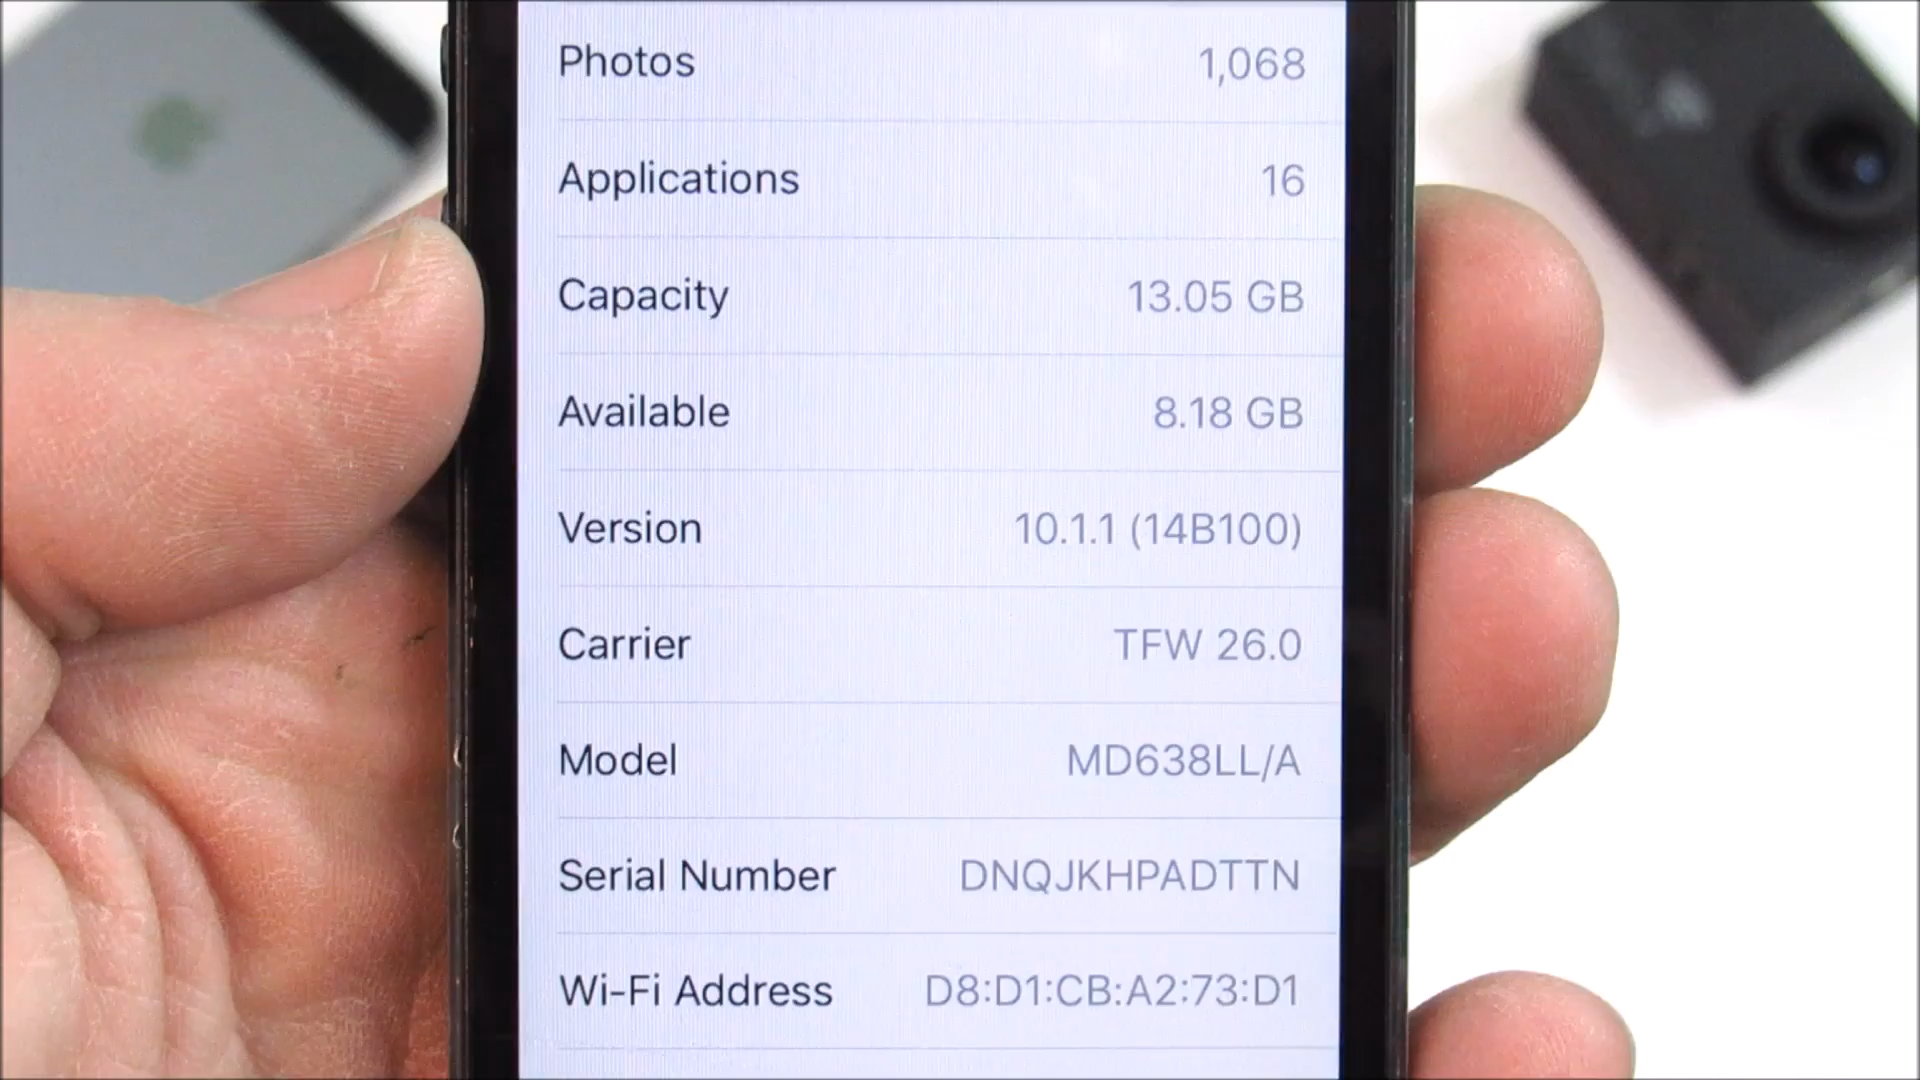 Photos 1,068
Applications 16
Capacity 13.05 GB
Available 8.18 GB
Version 10.1.1 (14B100)
Carrier TFW 26.0
Model MD638LL/A
Serial Number DNQJKHPADTTN
Wi-Fi Address D8:D1:CB:A2:73:D1